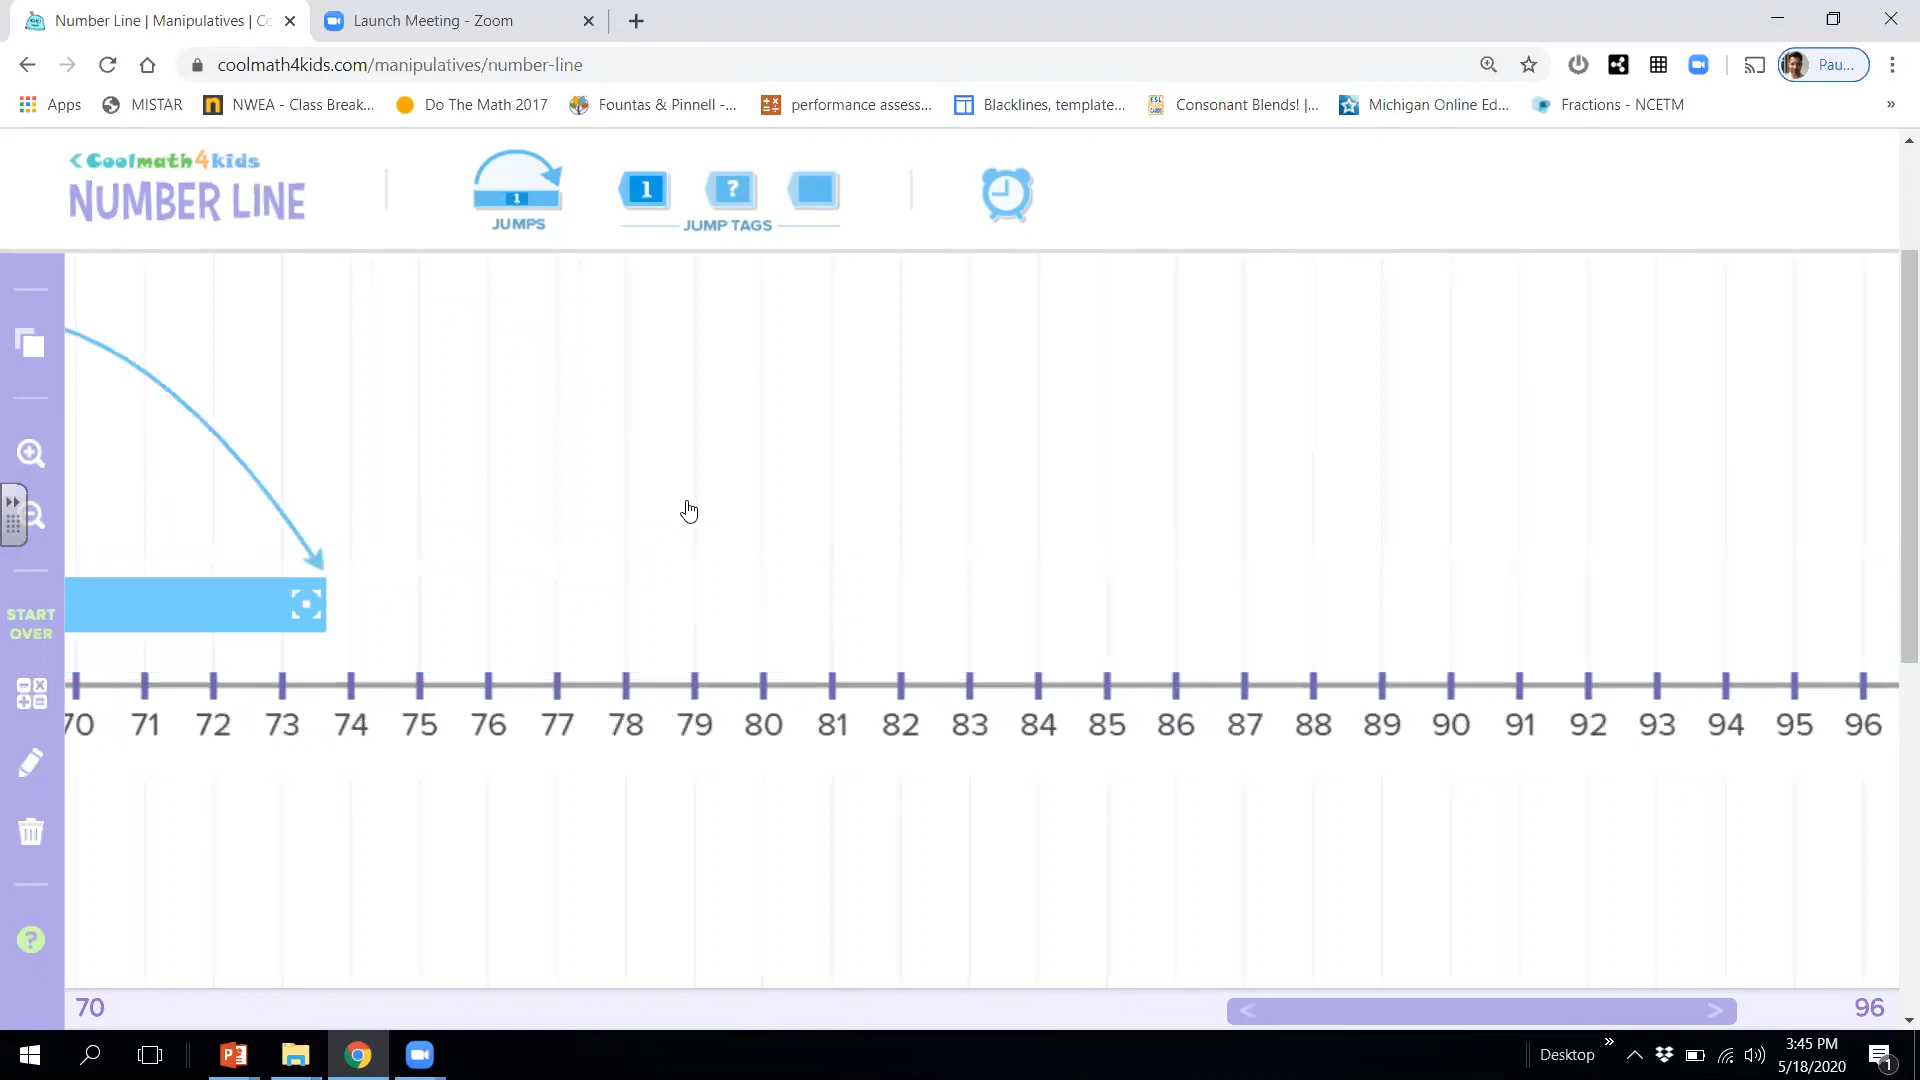 Number Line | Manipulatives | Co
Launch Meeting - Zoom
coolmath4kids.com/manipulatives/number-line
Pau...
Apps
MISTAR
NWEA - Class Break...
Do The Math 2017
Fountas & Pinnell -...
performance assess...
Blacklines, template...
Consonant Blends! |...
Michigan Online Ed...
Fractions - NCETM
»
Coolmath4kids
NUMBER LINE
1
JUMPS
1 ?
JUMP TAGS
START
OVER
70 71 72 73 74 75 76 77 78 79 80 81 82 83 84 85 86 87 88 89 90 91 92 93 94 95 96
?
70 96
Desktop
»
3:45 PM
5/18/2020
1